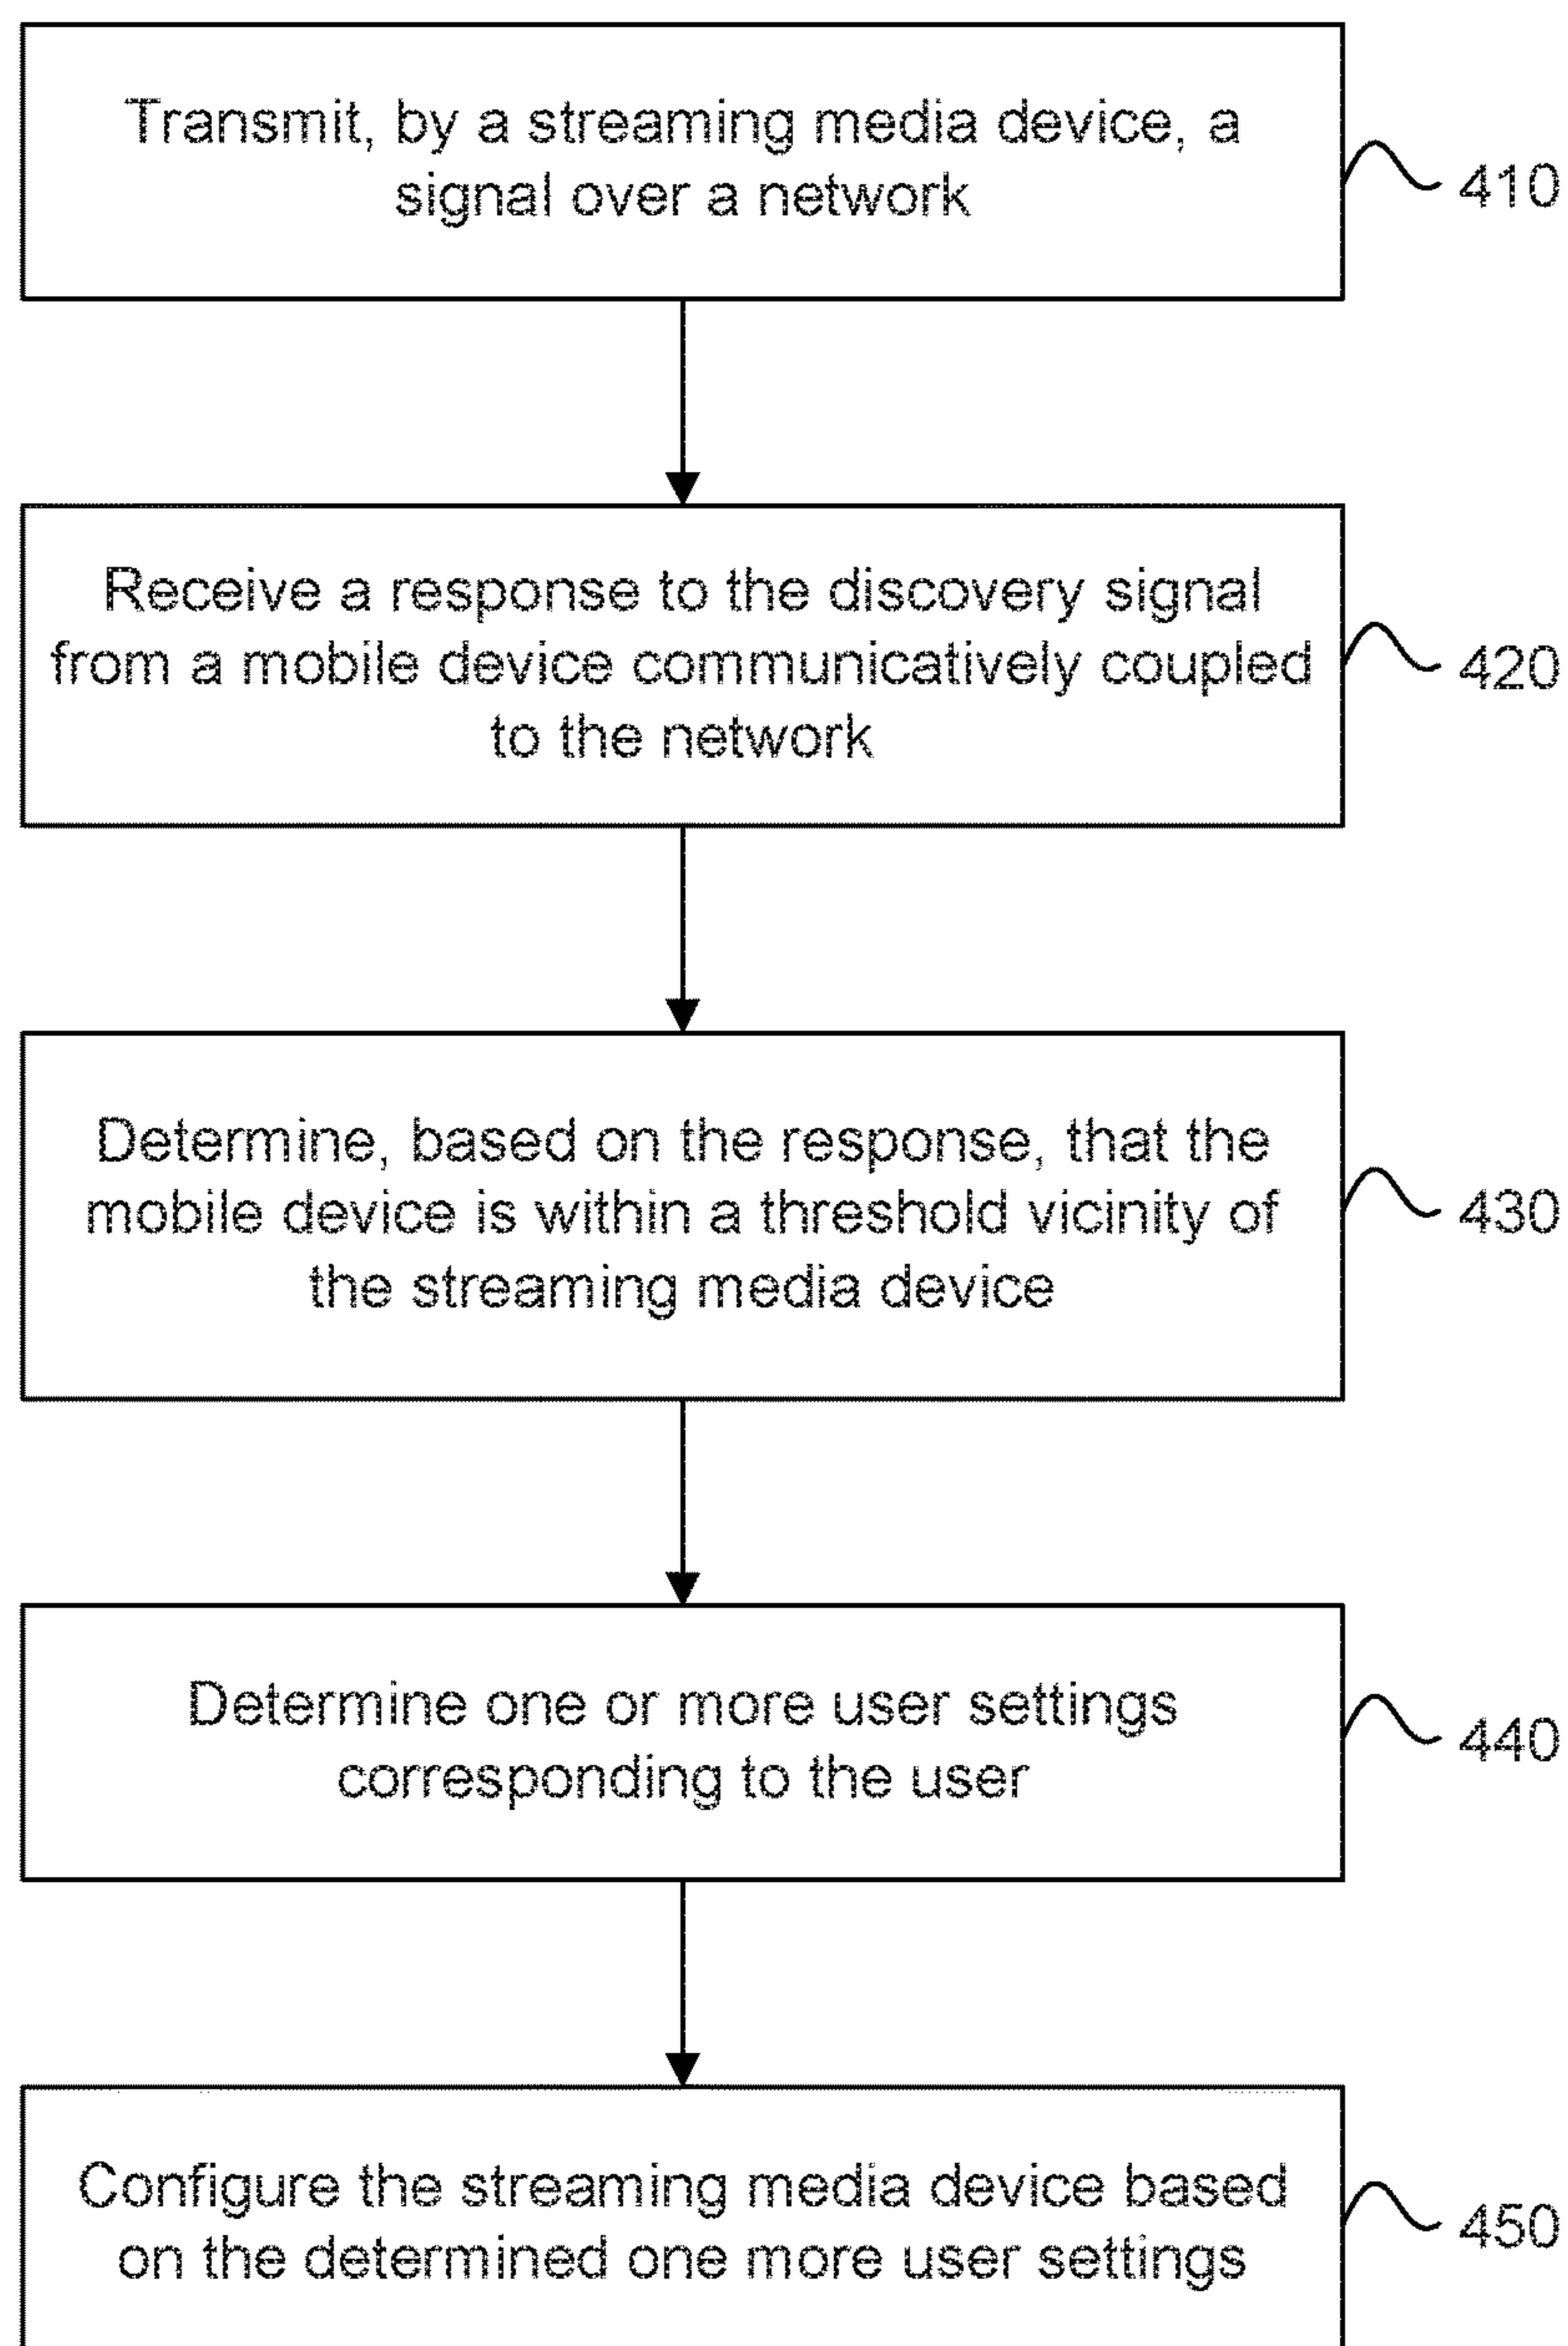 Transmit, by a streaming media device, a
signal over a network
410
Receive a response to the discovery signal
from a mobile device communicatively coupled
to the network
420
Determine, based on the response, that the
mobile device is within a threshold vicinity of
the streaming media device
430
Determine one or more user settings
corresponding to the user
440
Configure the streaming media device based
on the determined one more user settings
450